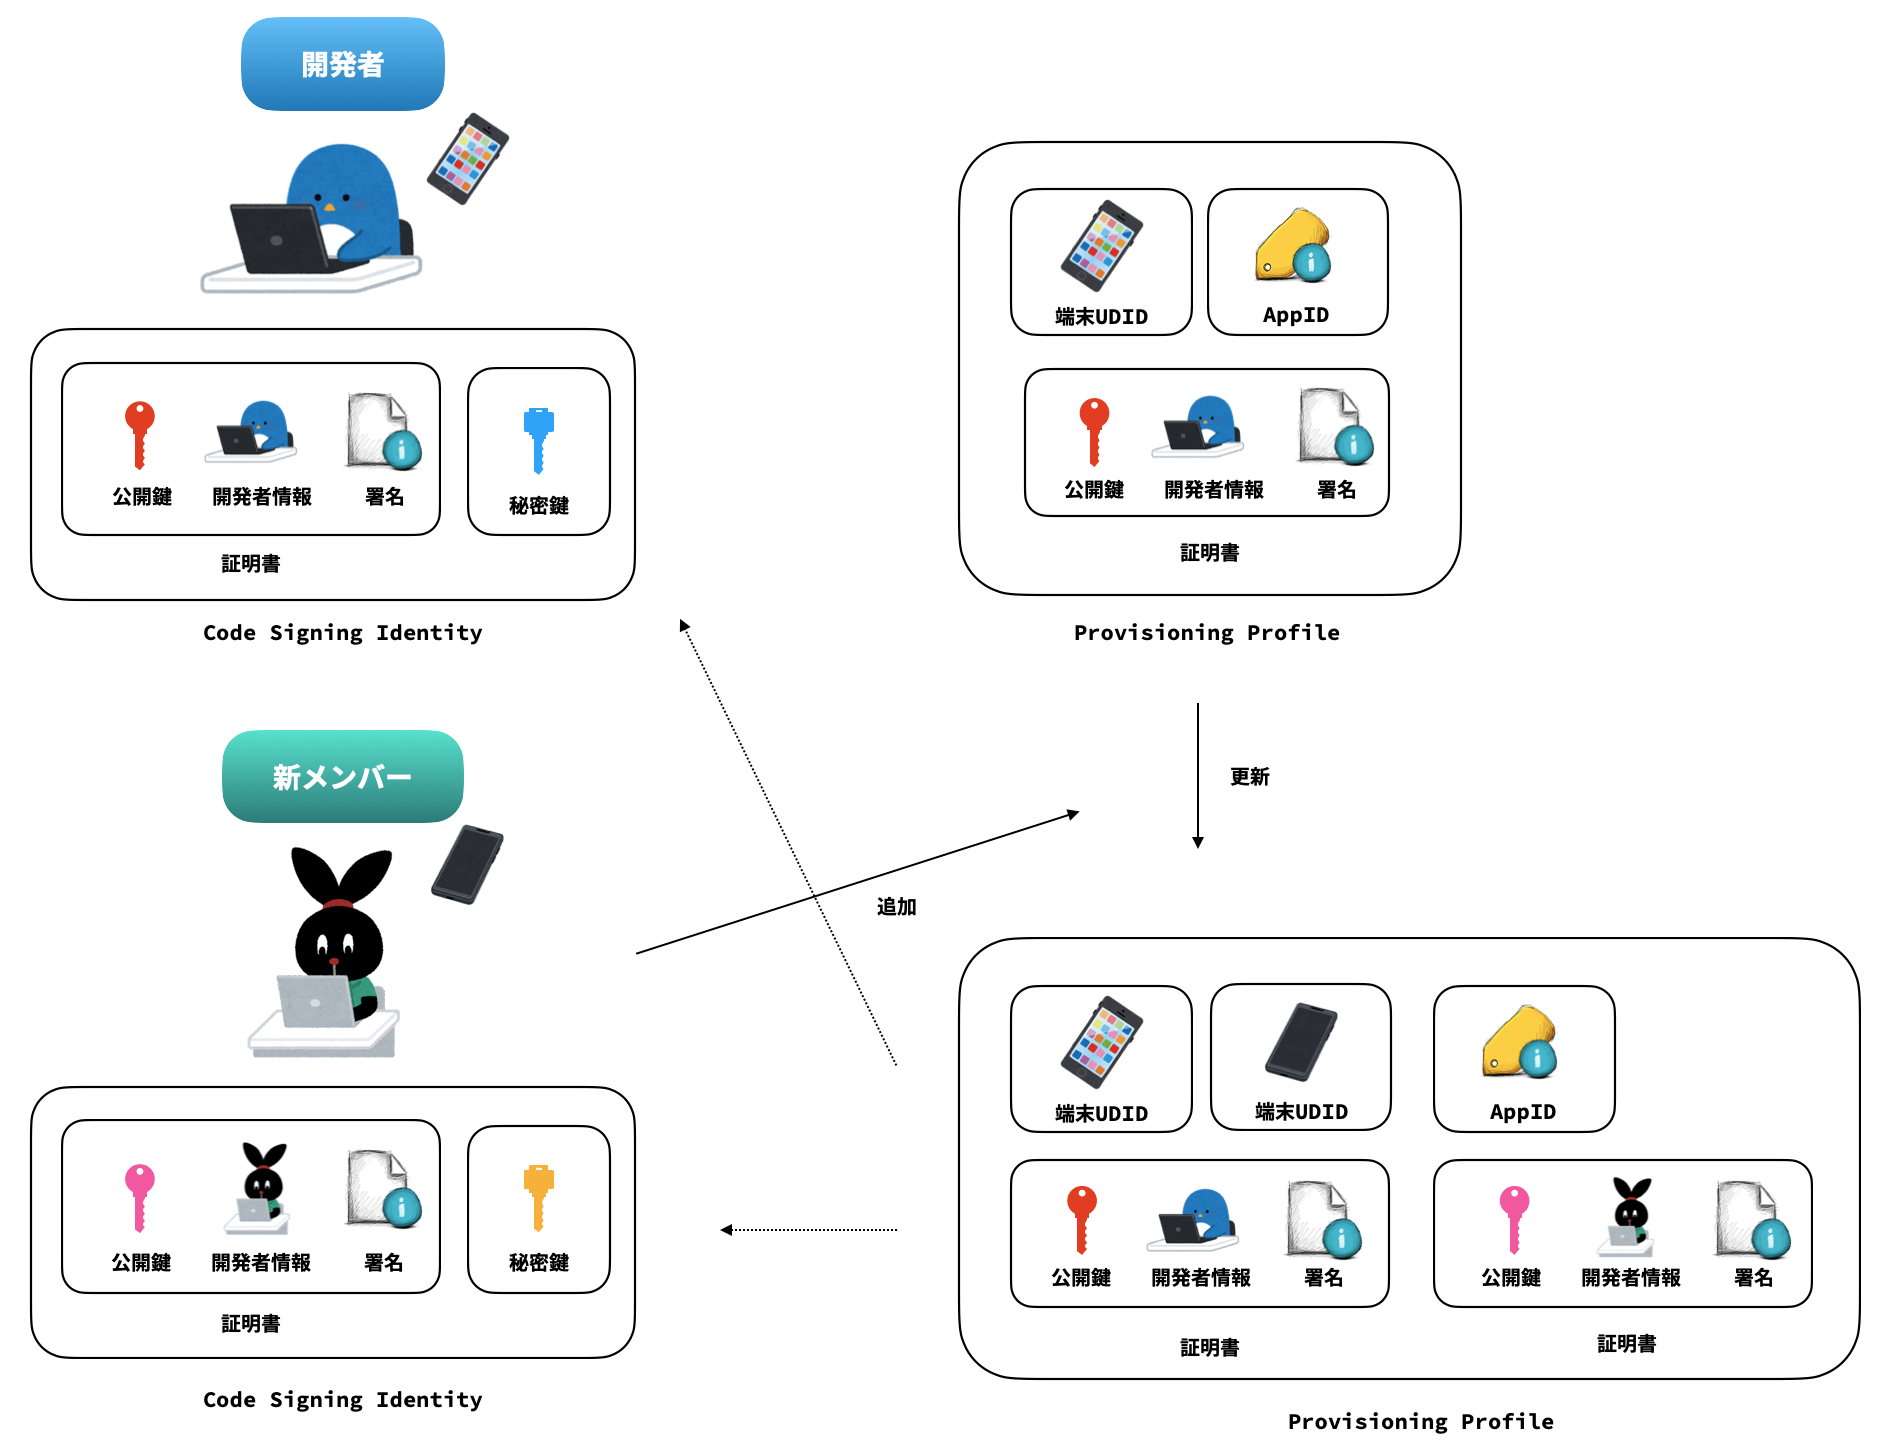 開発者
公開鍵
開発者情報
署名
秘密鍵
証明書
Code Signing Identity
端末UDID
AppID
公開鍵
開発者情報
署名
証明書
Provisioning Profile
更新
追加
新メンバー
公開鍵
開発者情報
署名
秘密鍵
証明書
Code Signing Identity
端末UDID
端末UDID
AppID
公開鍵
開発者情報
署名
公開鍵
開発者情報
署名
証明書
証明書
Provisioning Profile